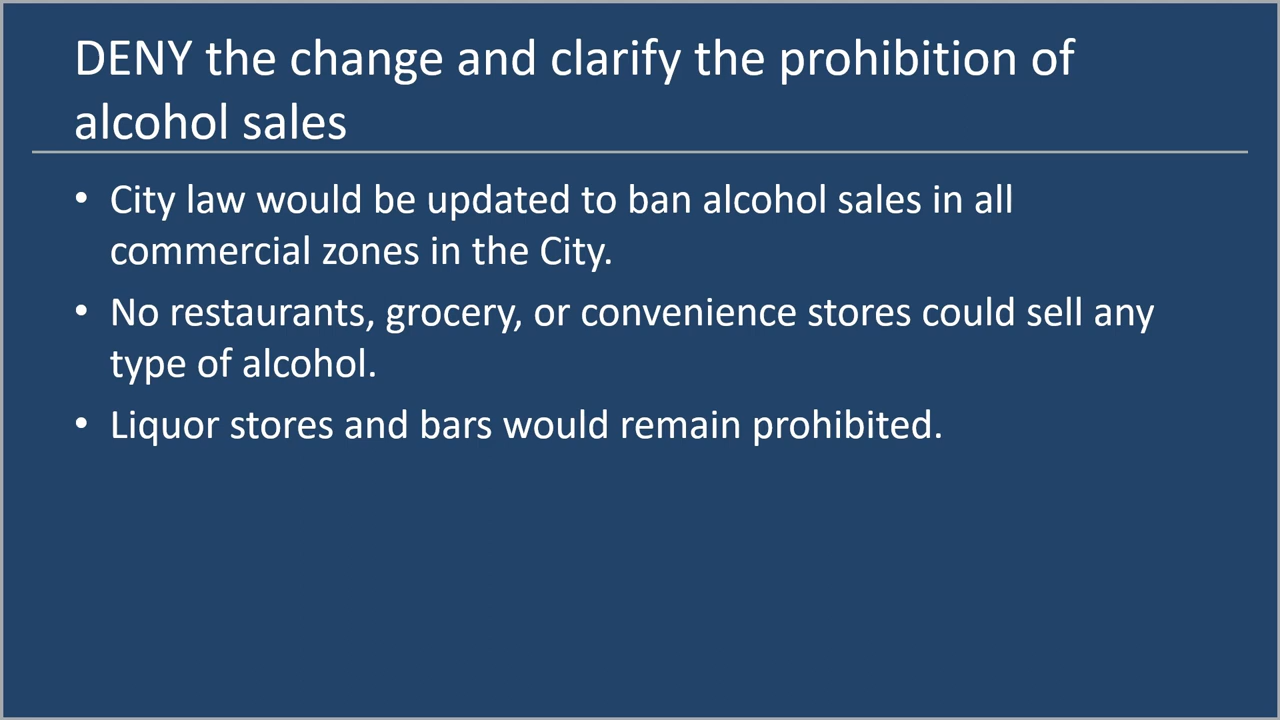 DENY the change and clarify the prohibition of
alcohol sales
• City law would be updated to ban alcohol sales in all
commercial zones in the City.
• No restaurants, grocery, or convenience stores could sell any
type of alcohol.
• Liquor stores and bars would remain prohibited.